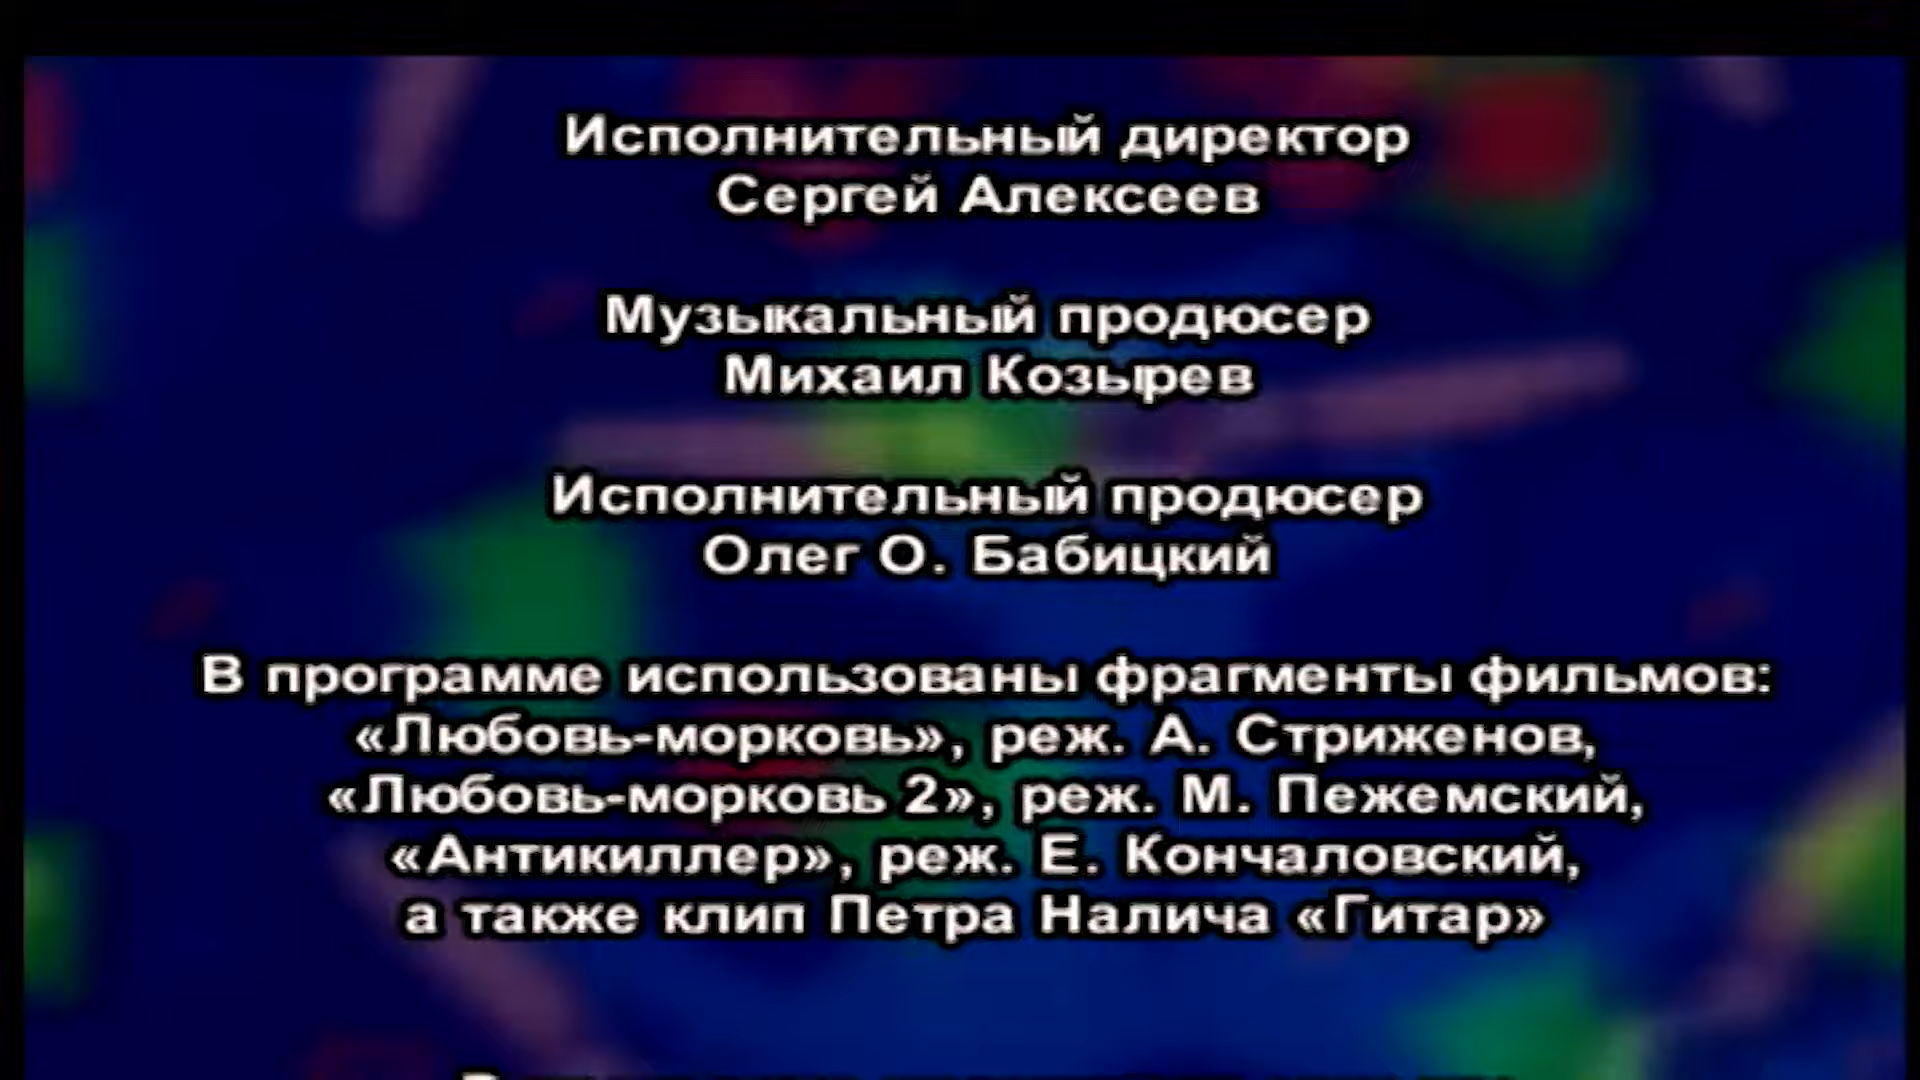 Исполнительный директор
Сергей Алексеев
Музыкальный продюсер
Михаил Козырев
Исполнительный продюсер
Олег О. Бабицкий
В программе использованы фрагменты фильмов:
«Любовь-морковь», реж. А. Стриженов,
«Любовь-морковь 2», реж. М. Пежемский,
«Антикиллер», реж. Е. Кончаловский,
а также клип Петра Налича «Гитар»